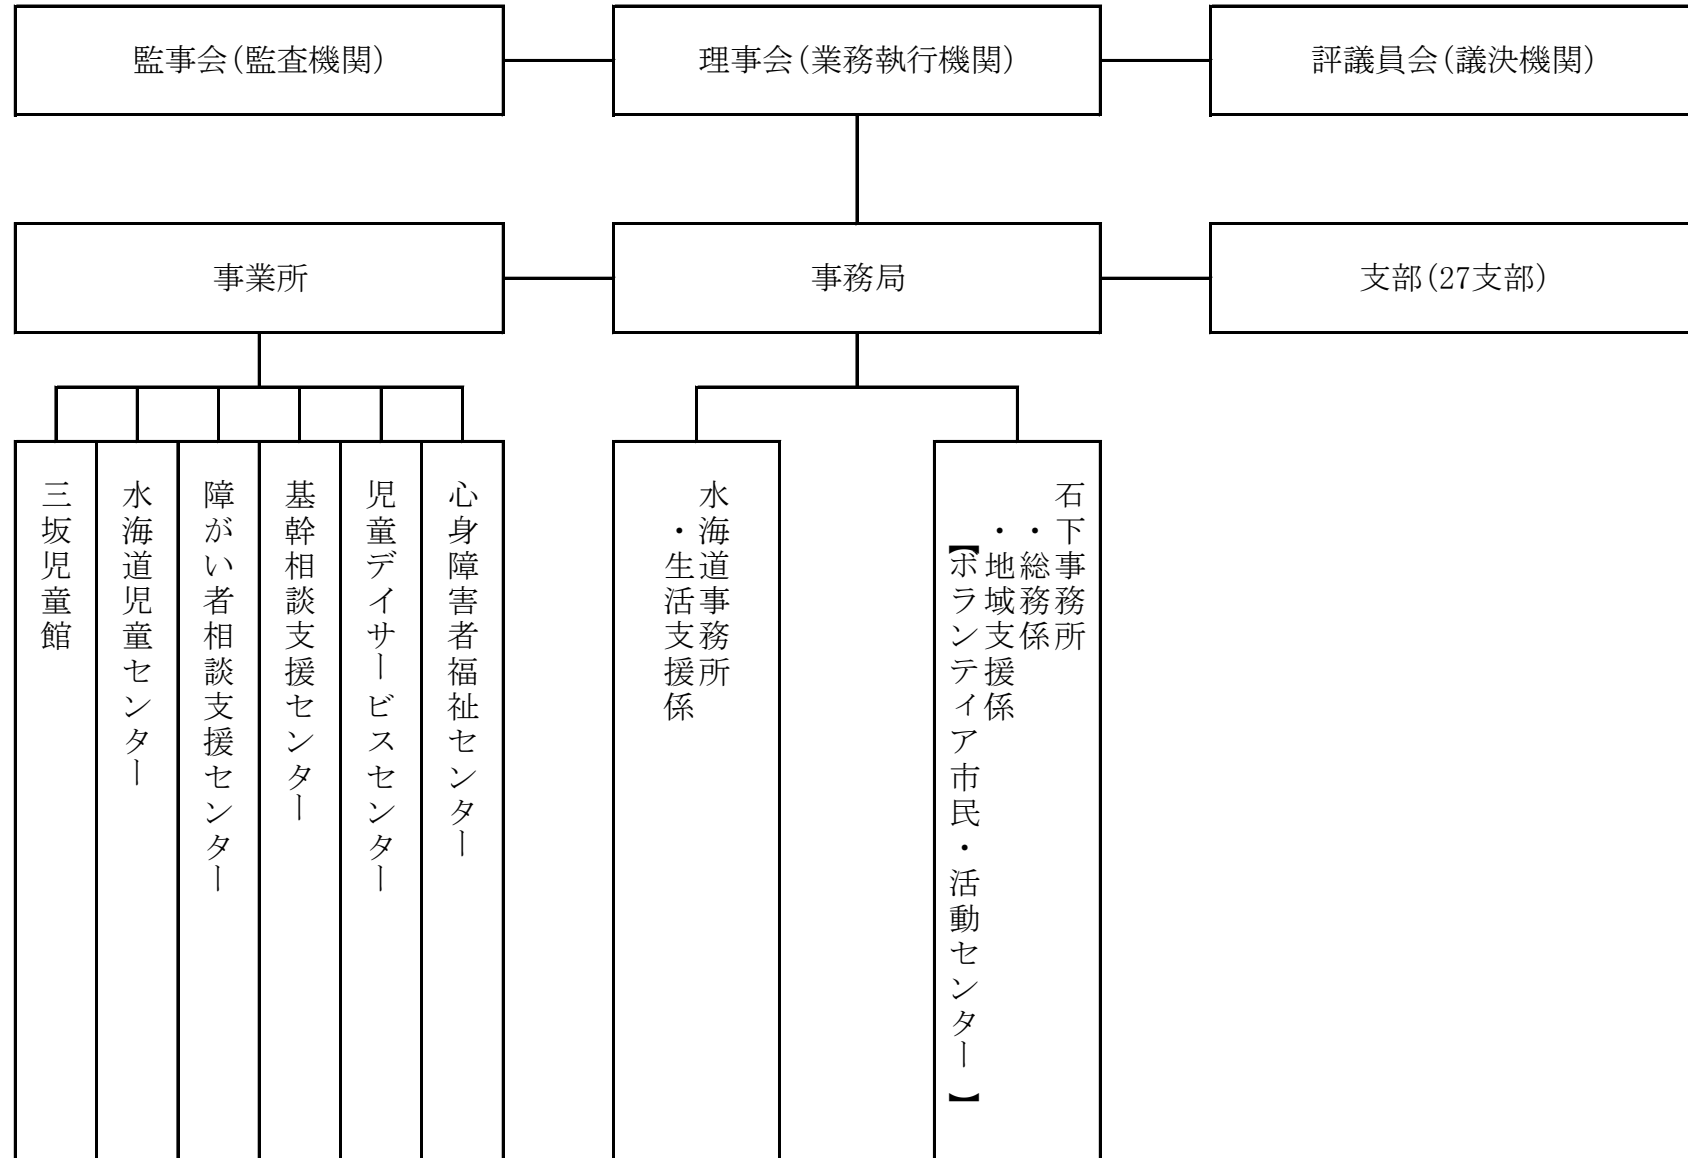 監事会(監査機関)
理事会(業務執行機関)
評議員会(議決機関)
事業所
事務局
支部(27支部)
三坂児童館
水海道児童センター
障がい者相談支援センター
基幹相談支援センター
児童デイサービスセンター
心身障害者福祉センター
水海道事務所
・生活支援係
石下事務所
・総務係
・地域支援係
【ボランティア市民・活動センター】